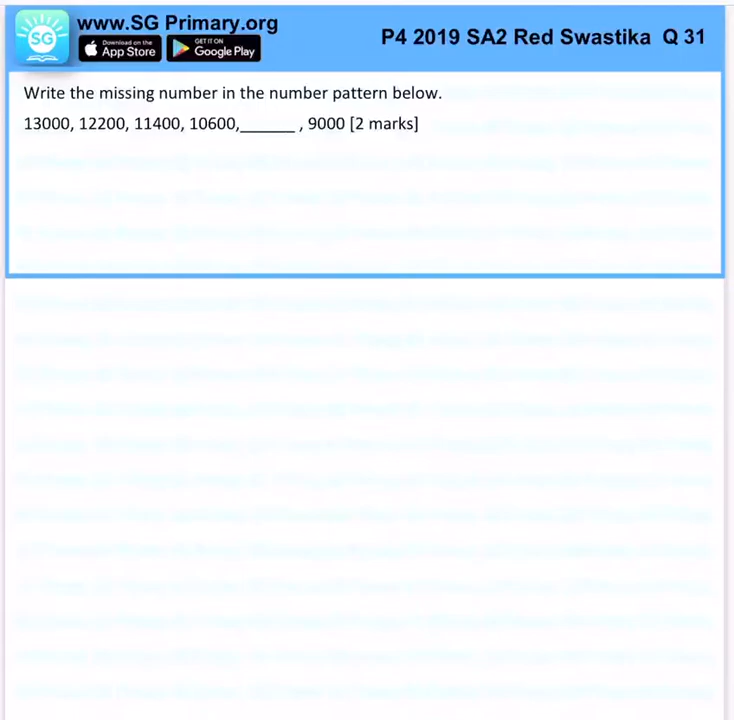 www.SG Primary.org
SG
Download on the
App Store
GET IT ON
Google Play
P4 2019 SA2 Red Swastika Q 31
Write the missing number in the number pattern below.
13000, 12200, 11400, 10600,______ , 9000 [2 marks]